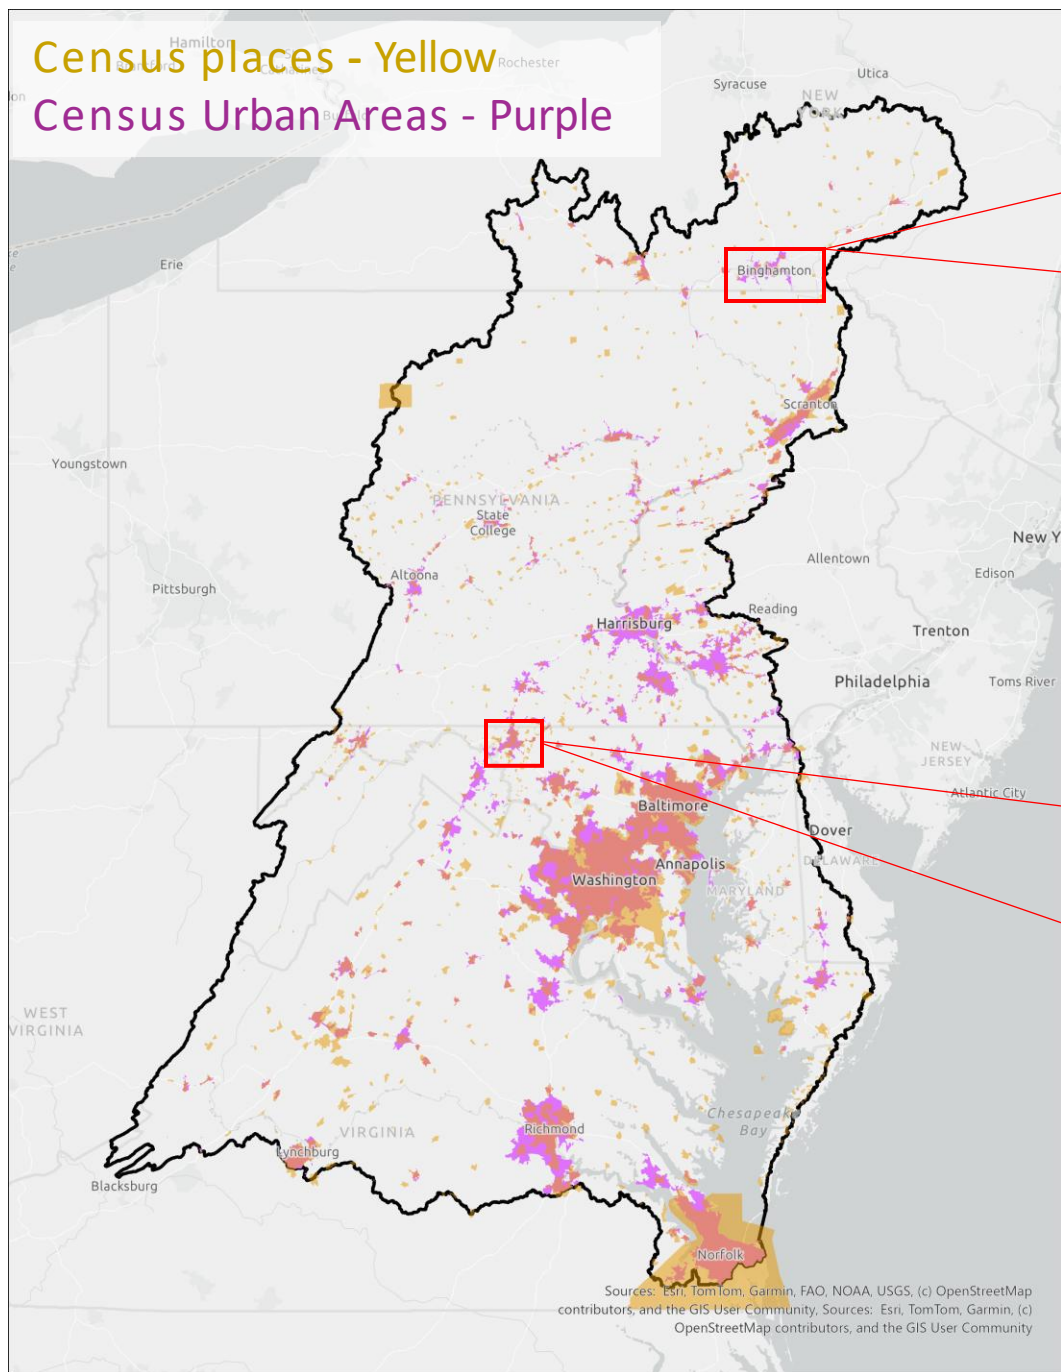 Census places - Yellow
Census Urban Areas - Purple
Hamilton
Rochester
Syracuse
Utica
NEW
YORK
Erie
Binghamton
Scranton
Youngstown
PENNSYLVANIA
State
College
New Y
Allentown
Edison
Altoona
Pittsburgh
Reading
Harrisburg
Trenton
Philadelphia
Toms River
NEW
JERSEY
Atlantic City
Baltimore
Dover
Annapolis
DELAWARE
Washington
MARYLAND
WEST
VIRGINIA
Chesapeake
Bay
Richmond
VIRGINIA
Lynchburg
Blacksburg
Norfolk
Sources: Esri, TomTom, Garmin, FAO, NOAA, USGS, (c) OpenStreetMap
contributors, and the GIS User Community, Sources: Esri, TomTom, Garmin, (c)
OpenStreetMap contributors, and the GIS User Community